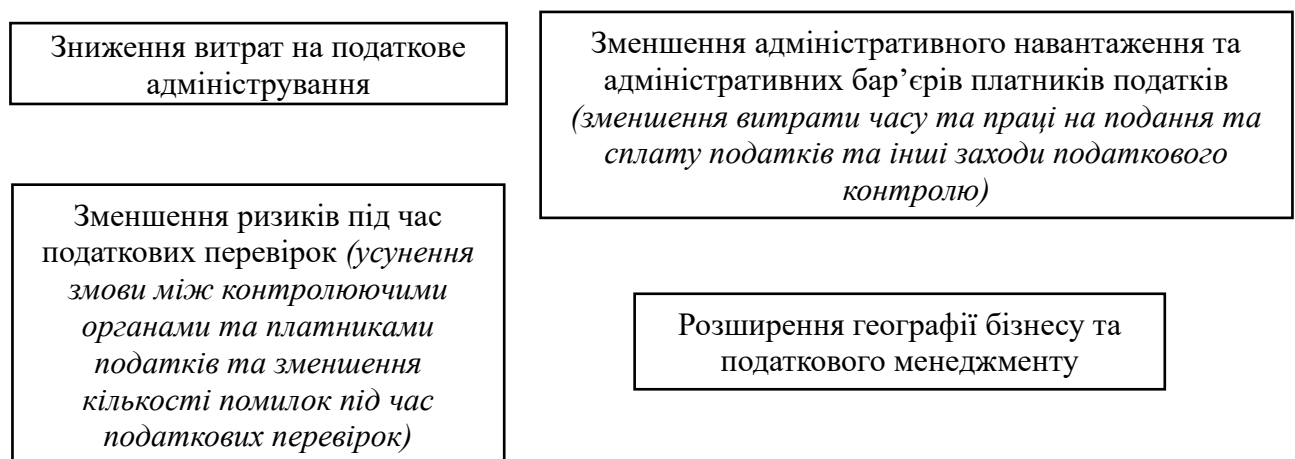 Зниження витрат на податкове
адміністрування
Зменшення адміністративного навантаження та
адміністративних бар’єрів платників податків
(зменшення витрати часу та праці на подання та
сплату податків та інші заходи податкового
контролю)
Зменшення ризиків під час
податкових перевірок (усунення
змови між контролюючими
органами та платниками
податків та зменшення
кількості помилок під час
податкових перевірок)
Розширення географії бізнесу та
податкового менеджменту